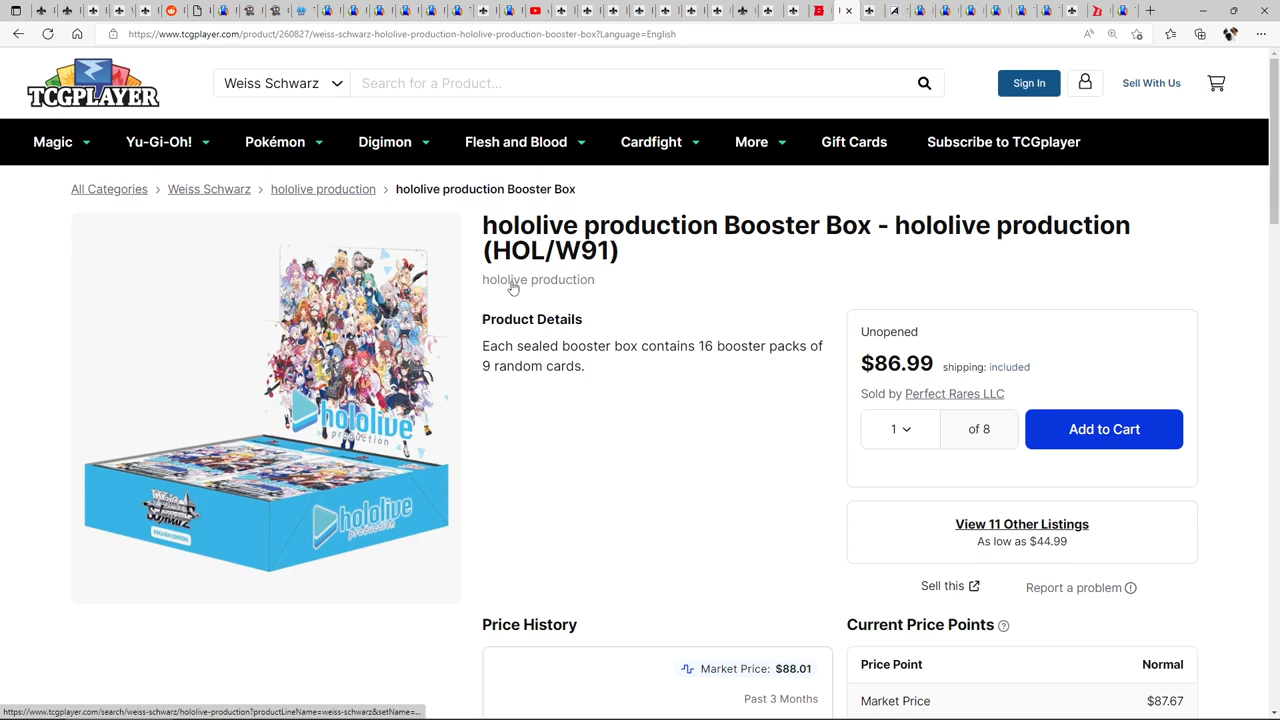 https://www.tcgplayer.com/product/260827/weiss-schwarz-hololive-production-hololive-production-booster-box?Language=English
TCGPLAYER
Weiss Schwarz
Search for a Product...
Sign In
Sell With Us
Magic
Yu-Gi-Oh!
Pokémon
Digimon
Flesh and Blood
Cardfight
More
Gift Cards
Subscribe to TCGplayer
All Categories > Weiss Schwarz > hololive production > hololive production Booster Box
hololive production Booster Box - hololive production
(HOL/W91)
hololive production
Product Details
Each sealed booster box contains 16 booster packs of
9 random cards.
hololive
production
Weiss
Schwarz
ENGLISH EDITION
hololive
production
Unopened
$86.99 shipping: included
Sold by Perfect Rares LLC
1 of 8
Add to Cart
View 11 Other Listings
As low as $44.99
Sell this
Report a problem
Price History
Market Price: $88.01
Past 3 Months
Current Price Points
Price Point Normal
Market Price $87.67
https://www.tcgplayer.com/search/weiss-schwarz/hololive-production?productLineName=weiss-schwarz&setName=...